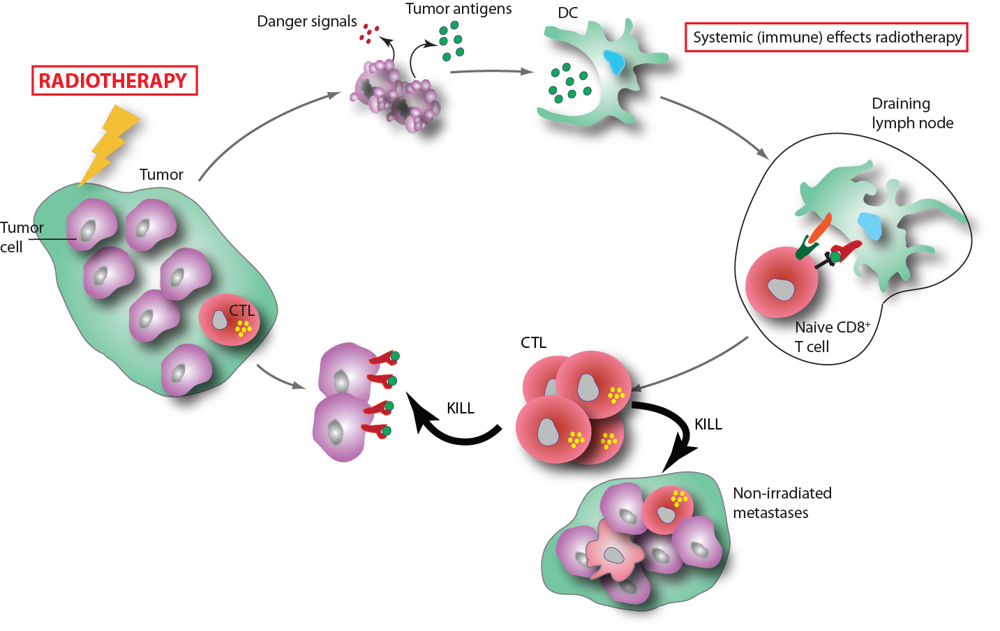 Tumor antigens
Danger signals
DC
Systemic (immune) effects radiotherapy
RADIOTHERAPY
Draining
lymph node
Tumor
Tumor
cell
CTL
Naive CD8⁺
T cell
CTL
KILL
KILL
Non-irradiated
metastases